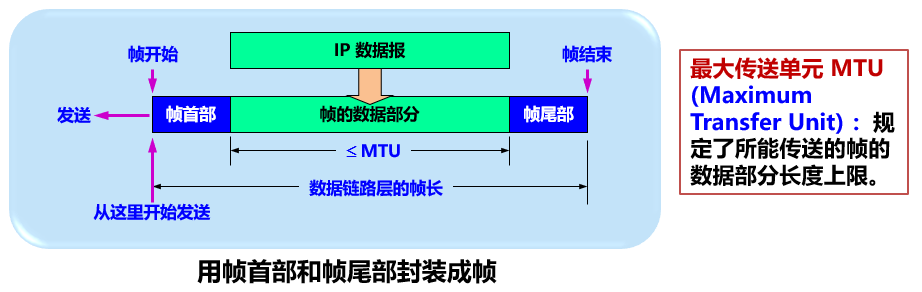 IP 数据报
帧开始
帧结束
发送
帧首部
帧的数据部分
帧尾部
≤ MTU
数据链路层的帧长
从这里开始发送
用帧首部和帧尾部封装成帧
最大传送单元 MTU
(Maximum
Transfer Unit) ：规
定了所能传送的帧的
数据部分长度上限。